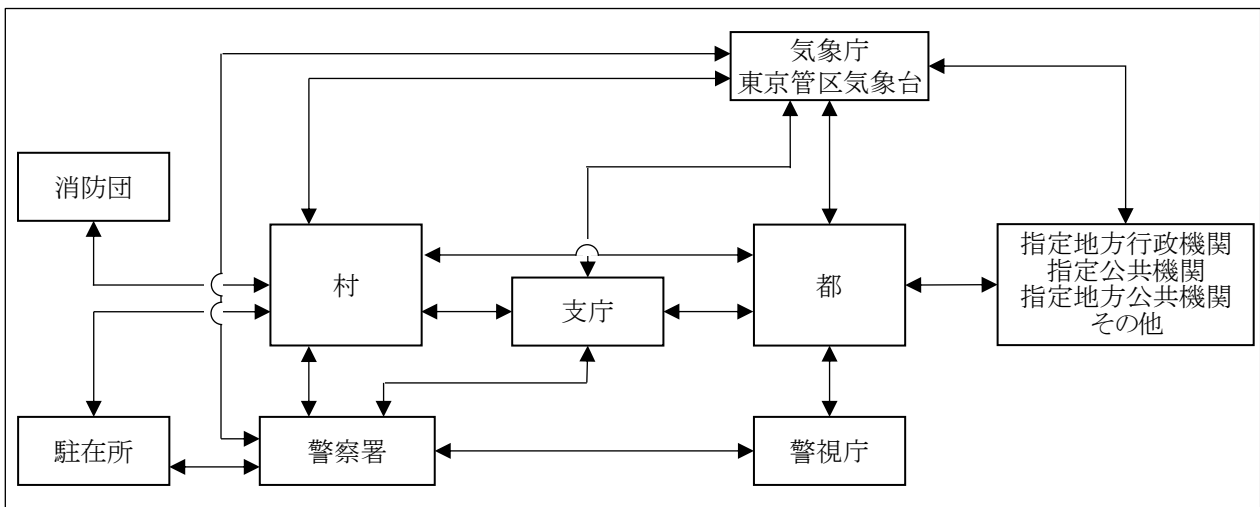 気象庁
東京管区気象台
消防団
村
支庁
都
指定地方行政機関
指定公共機関
指定地方公共機関
その他
駐在所
警察署
警視庁